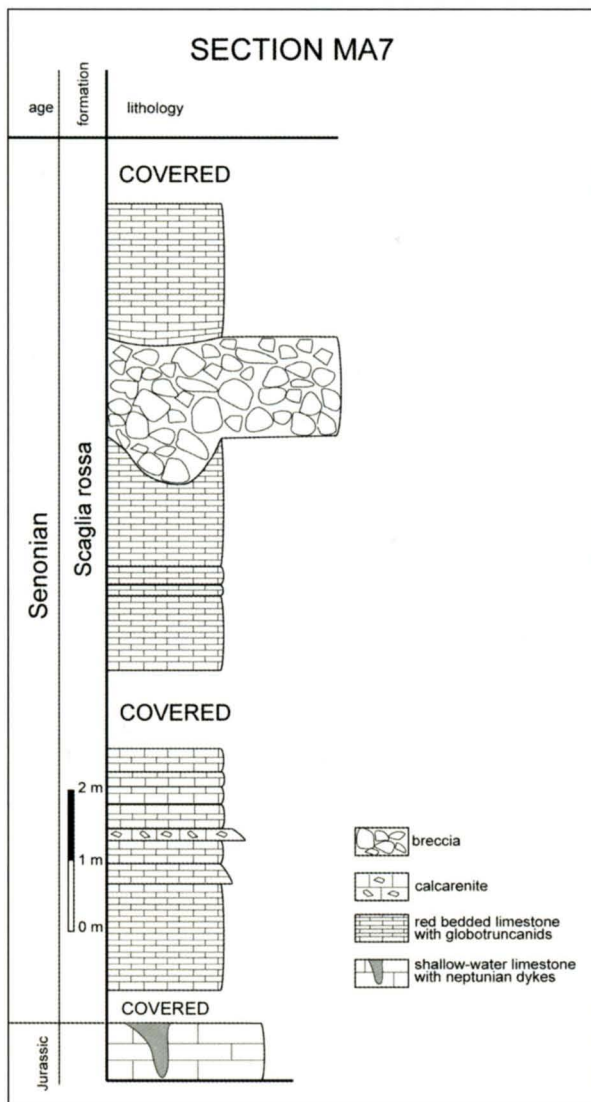 SECTION MA7
age
formation
lithology
COVERED
Senonian
Scaglia rossa
COVERED
2 m
1 m
0 m
COVERED
Jurassic
breccia
calcarenite
red bedded limestone
with globotruncanids
shallow-water limestone
with neptunian dykes